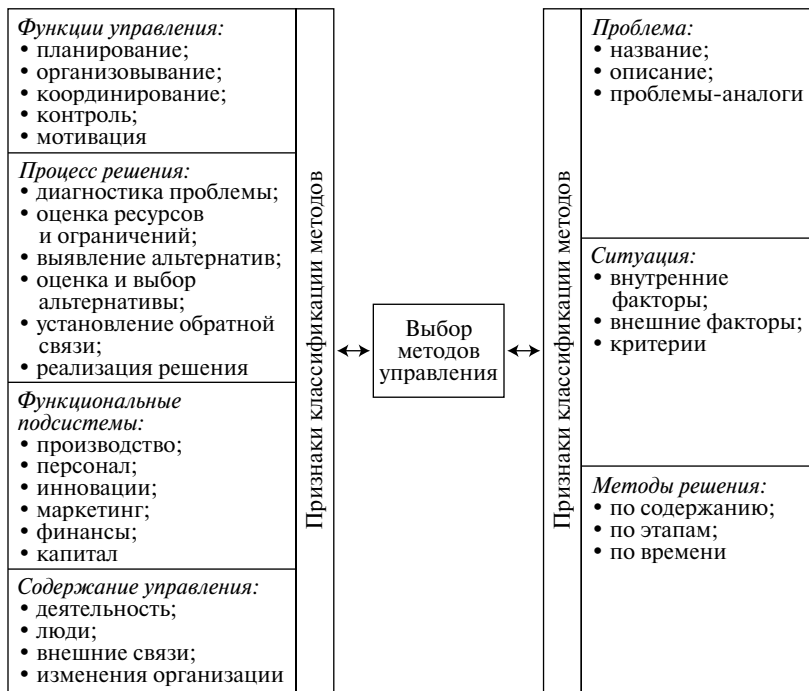 Функции управления:
• планирование;
• организовывание;
• координирование;
• контроль;
• мотивация
Процесс решения:
• диагностика проблемы;
• оценка ресурсов
и ограничений;
• выявление альтернатив;
• оценка и выбор
альтернативы;
• установление обратной
связи;
• реализация решения
Функциональные
подсистемы:
• производство;
• персонал;
• инновации;
• маркетинг;
• финансы;
• капитал
Содержание управления:
• деятельность;
• люди;
• внешние связи;
• изменения организации
Признаки классификации методов
Выбор
методов
управления
Признаки классификации методов
Проблема:
• название;
• описание;
• проблемы-аналоги
Ситуация:
• внутренние
факторы;
• внешние факторы;
• критерии
Методы решения:
• по содержанию;
• по этапам;
• по времени